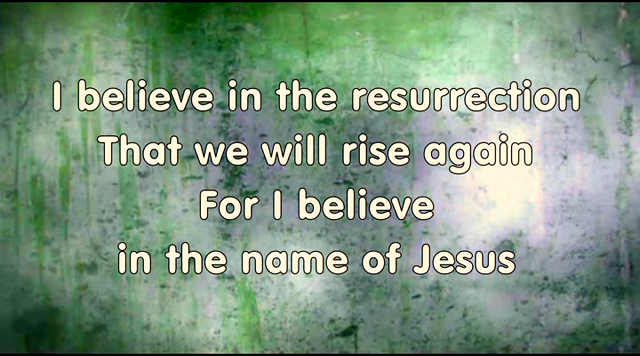 I believe in the resurrection
That we will rise again
For I believe
in the name of Jesus